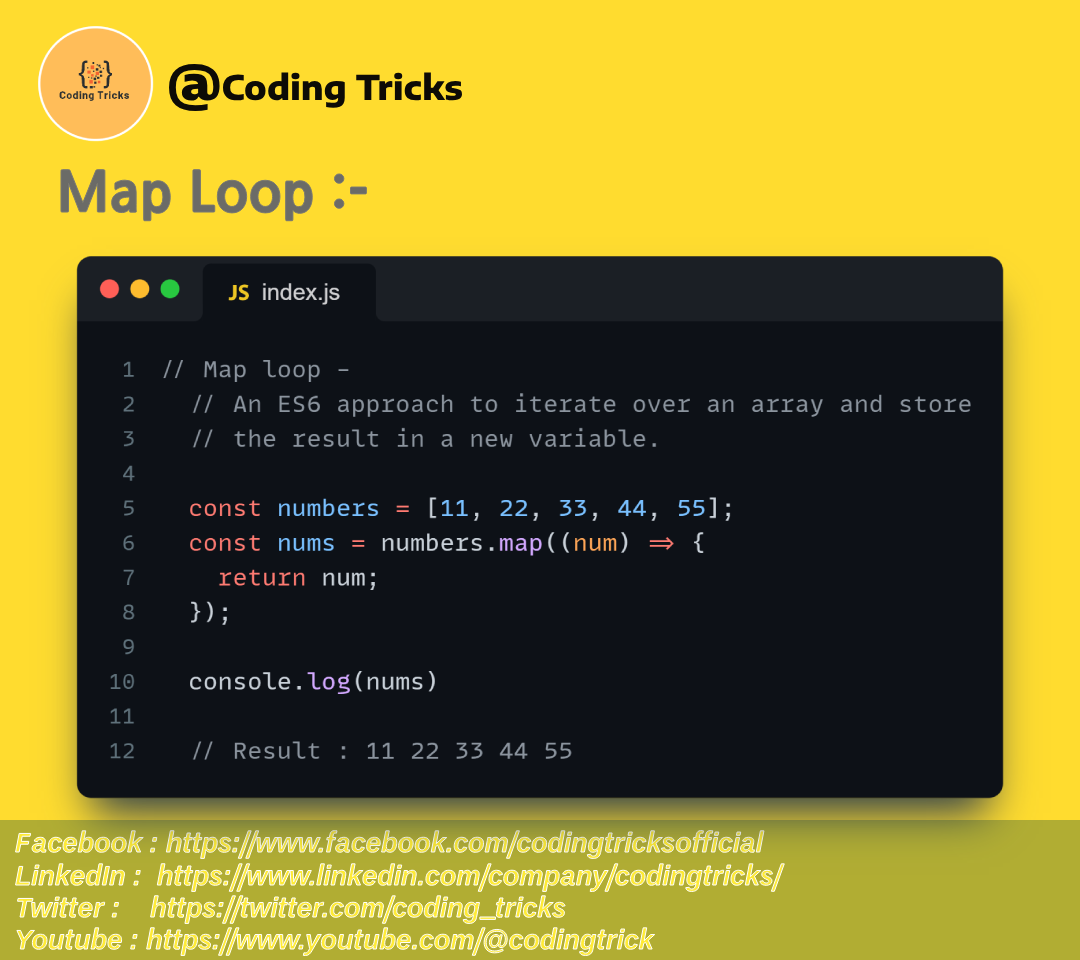 { }
Coding Tricks
@Coding Tricks
Map Loop :-
JS index.js
1 // Map loop -
2 // An ES6 approach to iterate over an array and store
3 // the result in a new variable.
4
5 const numbers = [11, 22, 33, 44, 55];
6 const nums = numbers.map((num) => {
7 return num;
8 });
9
10 console.log(nums)
11
12 // Result : 11 22 33 44 55
Facebook : https://www.facebook.com/codingtricksofficial
LinkedIn : https://www.linkedin.com/company/codingtricks/
Twitter : https://twitter.com/coding_tricks
Youtube : https://www.youtube.com/@codingtrick